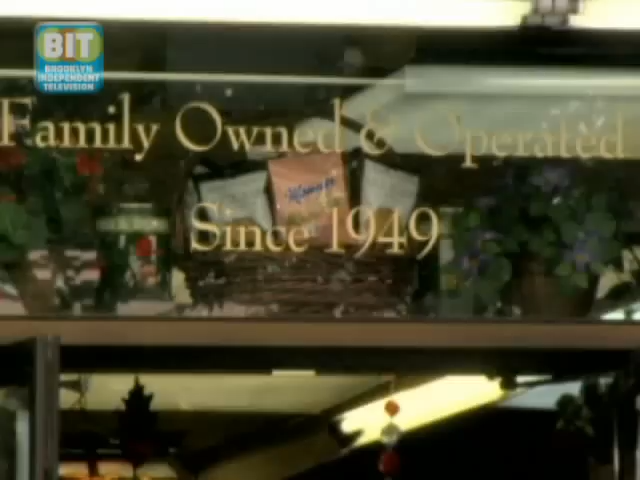 BIT
BROOKLYN
INDEPENDENT
TELEVISION
Family Owned & Operated
Since 1949